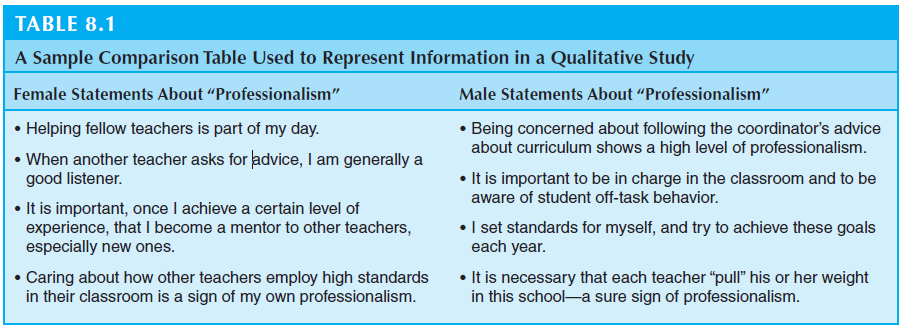 TABLE 8.1
A Sample Comparison Table Used to Represent Information in a Qualitative Study
Female Statements About “Professionalism”
• Helping fellow teachers is part of my day.
• When another teacher asks for advice, I am generally a
good listener.
• It is important, once I achieve a certain level of
experience, that I become a mentor to other teachers,
especially new ones.
• Caring about how other teachers employ high standards
in their classroom is a sign of my own professionalism.
Male Statements About “Professionalism”
• Being concerned about following the coordinator’s advice
about curriculum shows a high level of professionalism.
• It is important to be in charge in the classroom and to be
aware of student off-task behavior.
• I set standards for myself, and try to achieve these goals
each year.
• It is necessary that each teacher “pull” his or her weight
in this school—a sure sign of professionalism.